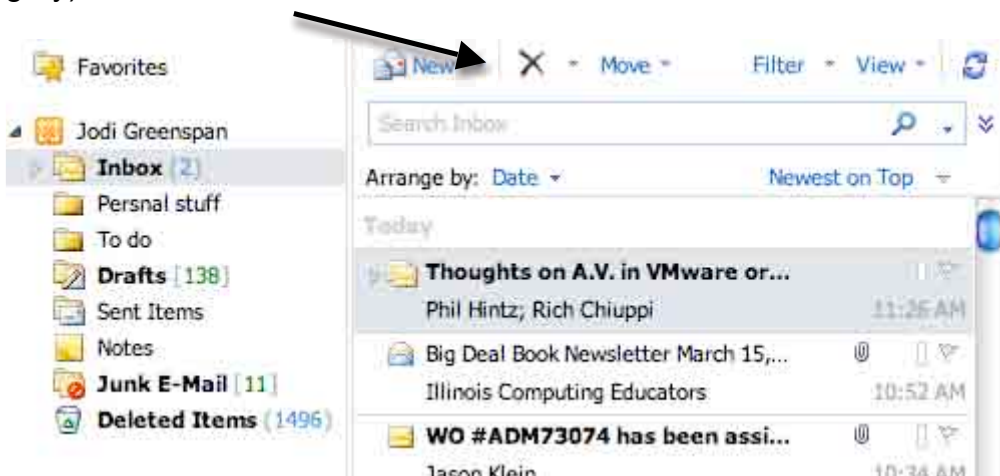 Favorites
Jodi Greenspan
Inbox (2)
Persnal stuff
To do
Drafts [138]
Sent Items
Notes
Junk E-Mail [11]
Deleted Items (1496)
New
Move
Filter
View
Search Inbox
Arrange by: Date
Newest on Top
Today
Thoughts on A.V. in VMware or...
Phil Hintz; Rich Chiuppi 11:26 AM
Big Deal Book Newsletter March 15,...
Illinois Computing Educators 10:52 AM
WO #ADM73074 has been assi...
Jason Klein 10:34 AM